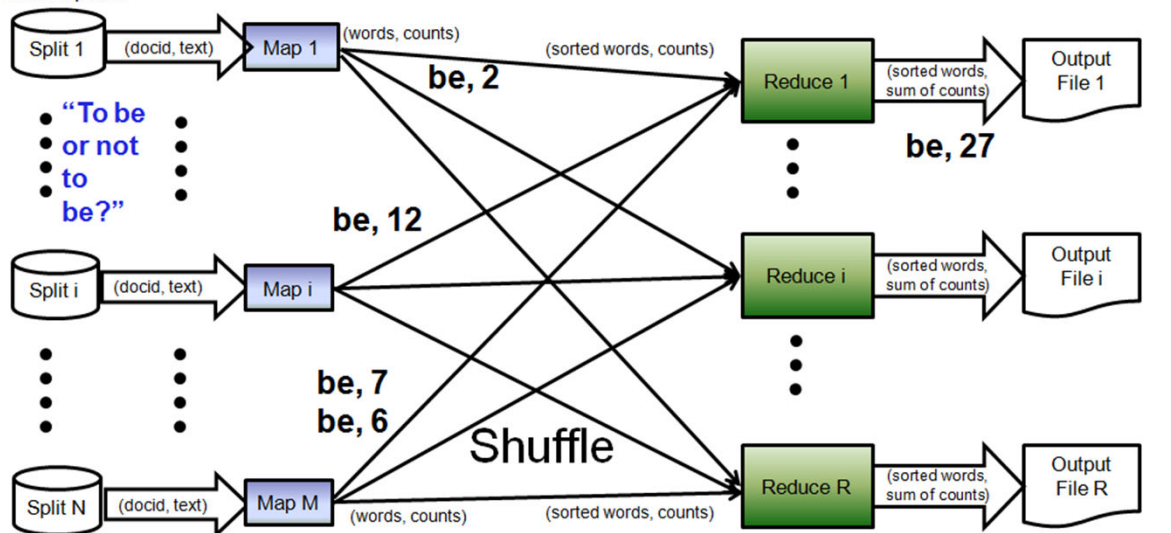 Split 1
(docid, text)
Map 1
(words, counts)
(sorted words, counts)
be, 2
Reduce 1
(sorted words,
sum of counts)
Output
File 1
be, 27
“To be
or not
to
be?”
be, 12
Split i
(docid, text)
Map i
Reduce i
(sorted words,
sum of counts)
Output
File i
be, 7
be, 6
Shuffle
Split N
(docid, text)
Map M
(words, counts)
(sorted words, counts)
Reduce R
(sorted words,
sum of counts)
Output
File R